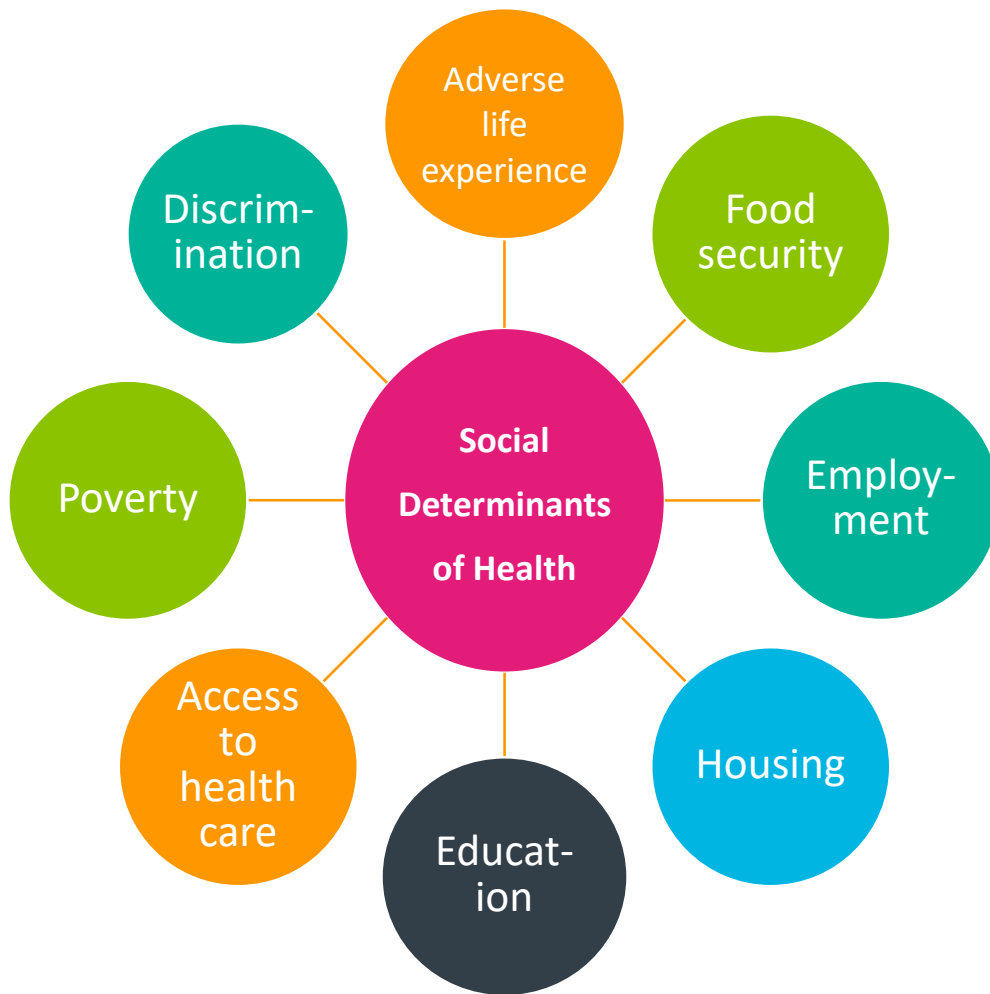 Adverse
life
experience
Food
security
Employ-
ment
Housing
Educat-
ion
Access
to
health
care
Poverty
Discrim-
ination
Social
Determinants
of Health